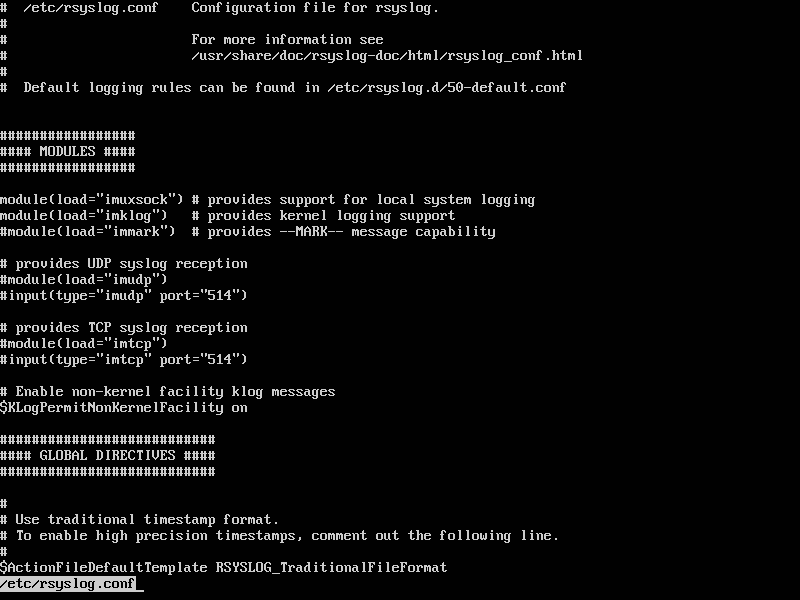 #  /etc/rsyslog.conf    Configuration file for rsyslog.
#
#                       For more information see
#                       /usr/share/doc/rsyslog-doc/html/rsyslog_conf.html
#
#  Default logging rules can be found in /etc/rsyslog.d/50-default.conf


#################
#### MODULES ####
#################

module(load="imuxsock") # provides support for local system logging
module(load="imklog")   # provides kernel logging support
#module(load="immark")  # provides --MARK-- message capability

# provides UDP syslog reception
#module(load="imudp")
#input(type="imudp" port="514")

# provides TCP syslog reception
#module(load="imtcp")
#input(type="imtcp" port="514")

# Enable non-kernel facility klog messages
$KLogPermitNonKernelFacility on

###########################
#### GLOBAL DIRECTIVES ####
###########################

#
# Use traditional timestamp format.
# To enable high precision timestamps, comment out the following line.
#
$ActionFileDefaultTemplate RSYSLOG_TraditionalFileFormat
/etc/rsyslog.conf